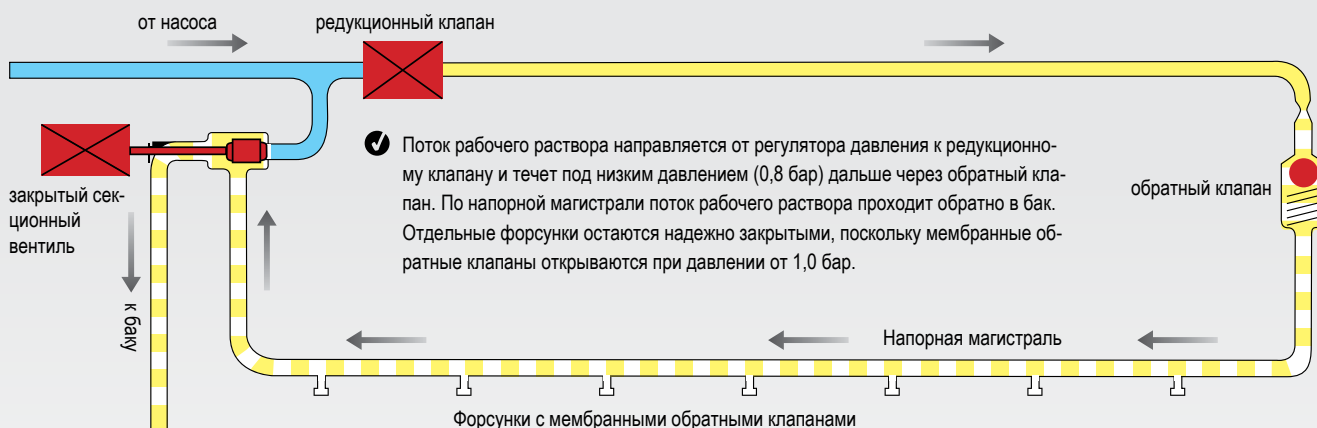 от насоса
редукционный клапан
Поток рабочего раствора направляется от регулятора давления к редукционно-
му клапану и течет под низким давлением (0,8 бар) дальше через обратный кла-
пан. По напорной магистрали поток рабочего раствора проходит обратно в бак.
Отдельные форсунки остаются надежно закрытыми, поскольку мембранные об-
ратные клапаны открываются при давлении от 1,0 бар.
обратный клапан
закрытый сек-
ционный
вентиль
к баку
Напорная магистраль
Форсунки с мембранными обратными клапанами